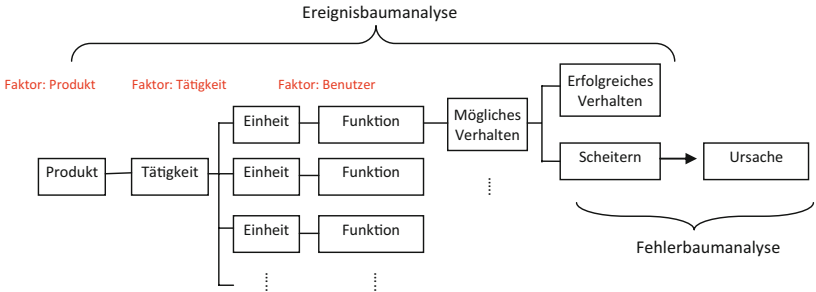 Ereignisbaumanalyse
Faktor: Produkt
Faktor: Tätigkeit
Faktor: Benutzer
Erfolgreiches
Verhalten
Einheit
Funktion
Mögliches
Verhalten
Produkt
Tätigkeit
Einheit
Funktion
Scheitern
Ursache
Einheit
Funktion
Fehlerbaumanalyse